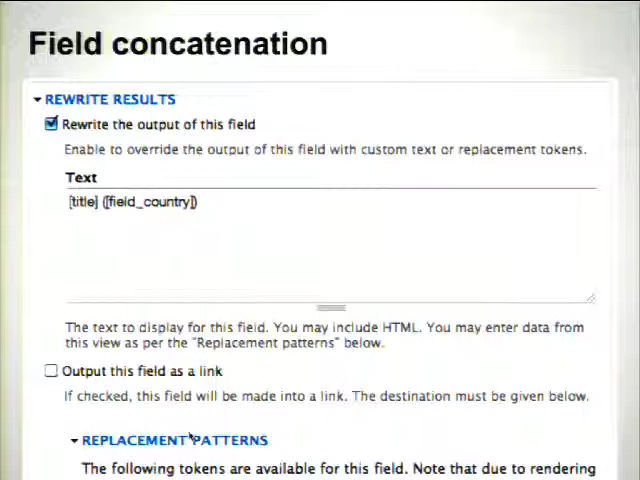 Field concatenation
REWRITE RESULTS
Rewrite the output of this field
Enable to override the output of this field with custom text or replacement tokens.
Text
[title] ([field_country])
The text to display for this field. You may include HTML. You may enter data from
this view as per the "Replacement patterns" below.
Output this field as a link
If checked, this field will be made into a link. The destination must be given below.
REPLACEMENT PATTERNS
The following tokens are available for this field. Note that due to rendering